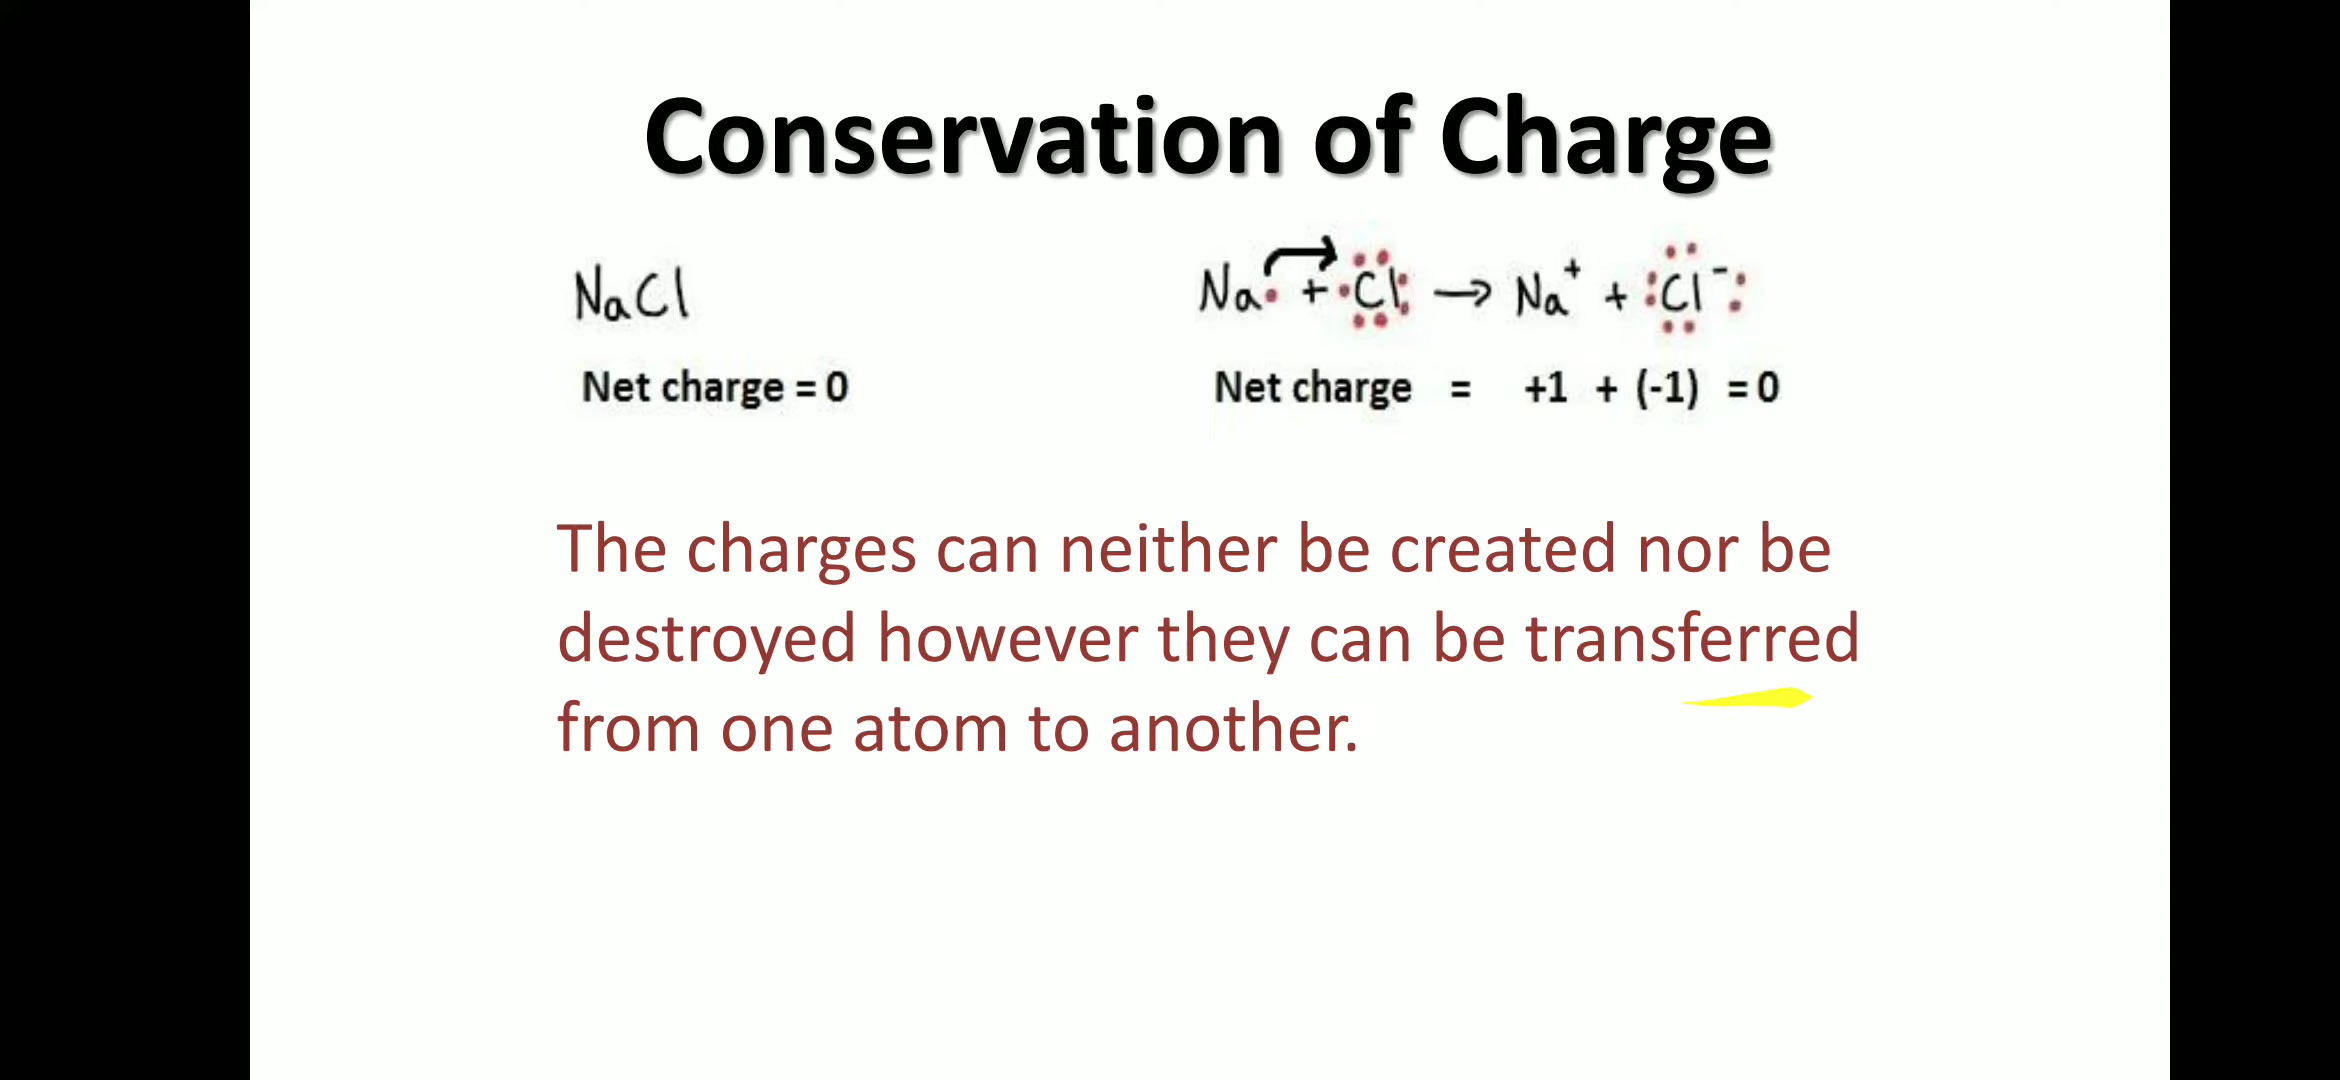 Conservation of Charge
NaCl
Na. + .Cl: → Na⁺ + :Cl⁻:
Net charge = 0
Net charge = +1 + (-1) = 0
The charges can neither be created nor be
destroyed however they can be transferred
from one atom to another.